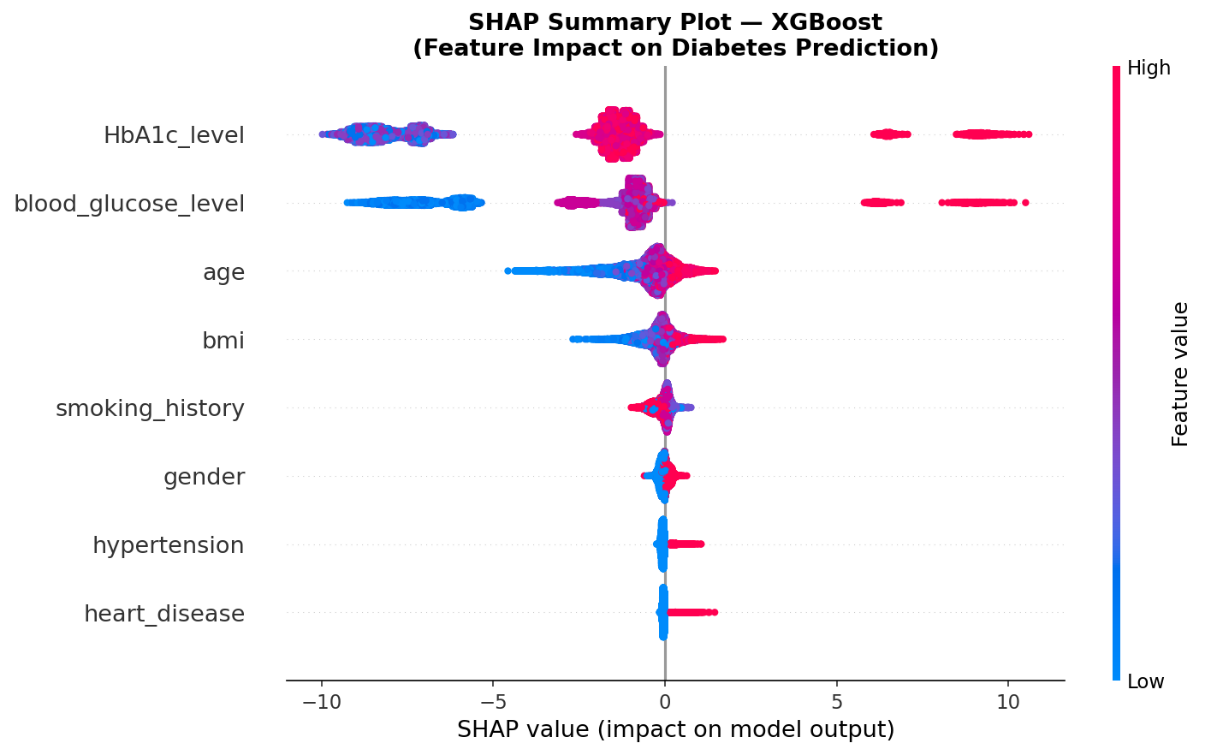 SHAP Summary Plot — XGBoost
(Feature Impact on Diabetes Prediction)
High
HbA1c_level
blood_glucose_level
age
bmi
smoking_history
gender
hypertension
heart_disease
Feature value
Low
−10
−5
0
5
10
SHAP value (impact on model output)